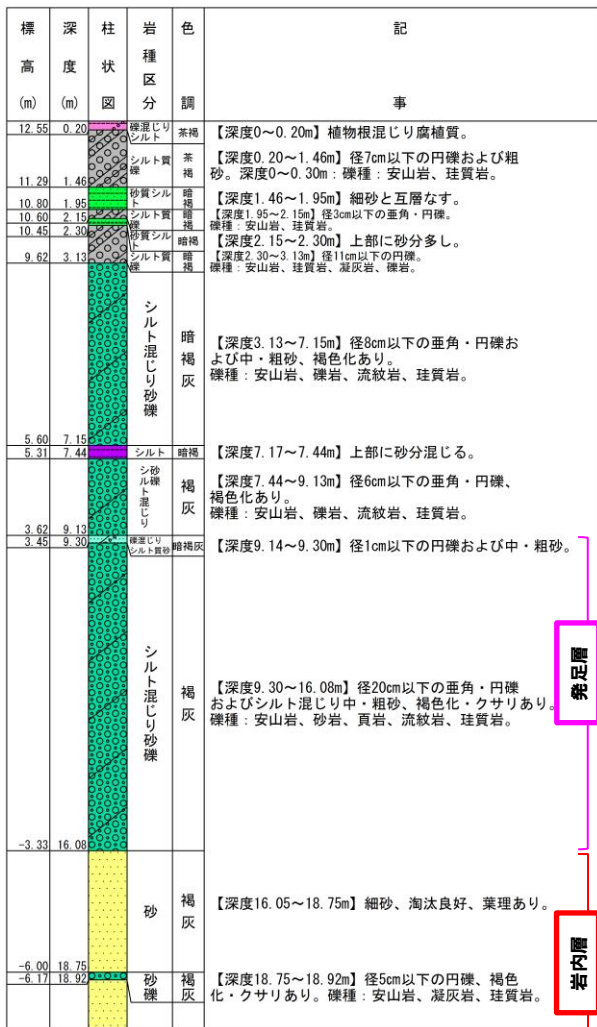 標高(m) 深度(m) 柱状図 岩種区分 色調 記事
12.55 0.20 礫混じりシルト 茶褐 【深度0～0.20m】植物根混じり腐植質。
11.29 1.46 シルト質礫 茶褐 【深度0.20～1.46m】径7cm以下の円礫および粗
砂。深度0～0.30m：礫種：安山岩、珪質岩。
10.80 1.95 砂質シルト 暗褐 【深度1.46～1.95m】細砂と互層なす。
10.60 2.15 シルト質礫 暗褐 【深度1.95～2.15m】径3cm以下の亜角・円礫。
礫種：安山岩、珪質岩。
10.45 2.30 砂質シルト 暗褐 【深度2.15～2.30m】上部に砂分多し。
9.62 3.13 シルト質礫 暗褐 【深度2.30～3.13m】径11cm以下の円礫。
礫種：安山岩、珪質岩、凝灰岩、礫岩。
5.60 7.15 シルト混じり砂礫 暗褐灰 【深度3.13～7.15m】径8cm以下の亜角・円礫お
よび中・粗砂、褐色化あり。
礫種：安山岩、礫岩、流紋岩、珪質岩。
5.31 7.44 シルト 暗褐 【深度7.17～7.44m】上部に砂分混じる。
3.62 9.13 シルト混じり砂礫 褐灰 【深度7.44～9.13m】径6cm以下の亜角・円礫、
褐色化あり。
礫種：安山岩、礫岩、流紋岩、珪質岩。
3.45 9.30 礫混じりシルト質砂 暗褐灰 【深度9.14～9.30m】径1cm以下の円礫および中・粗砂。
-3.33 16.08 シルト混じり砂礫 褐灰 【深度9.30～16.08m】径20cm以下の亜角・円礫
およびシルト混じり中・粗砂、褐色化・クサリあり。
礫種：安山岩、砂岩、頁岩、流紋岩、珪質岩。
発足層
-6.00 18.75 砂 褐灰 【深度16.05～18.75m】細砂、淘汰良好、葉理あり。
-6.17 18.92 砂礫 褐灰 【深度18.75～18.92m】径5cm以下の円礫、褐色
化・クサリあり。礫種：安山岩、凝灰岩、珪質岩。
岩内層